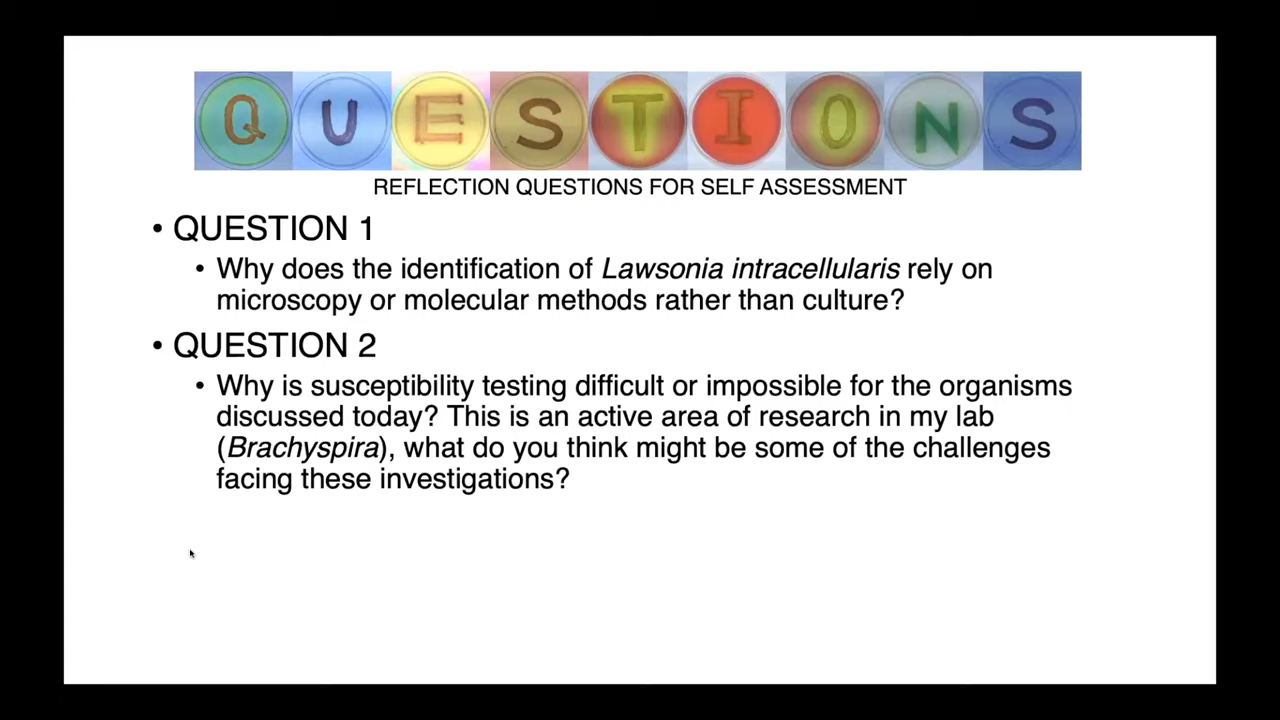 QUESTIONS
REFLECTION QUESTIONS FOR SELF ASSESSMENT
• QUESTION 1
• Why does the identification of Lawsonia intracellularis rely on
microscopy or molecular methods rather than culture?
• QUESTION 2
• Why is susceptibility testing difficult or impossible for the organisms
discussed today? This is an active area of research in my lab
(Brachyspira), what do you think might be some of the challenges
facing these investigations?